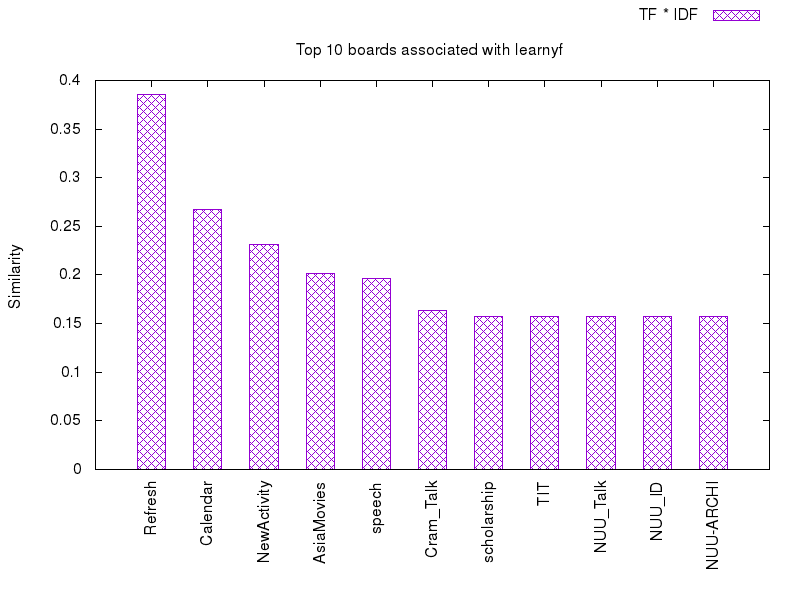 TF * IDF
Top 10 boards associated with learnyf
Similarity
0.4
0.35
0.3
0.25
0.2
0.15
0.1
0.05
0
Refresh
Calendar
NewActivity
AsiaMovies
speech
Cram_Talk
scholarship
TIT
NUU_Talk
NUU_ID
NUU-ARCHI